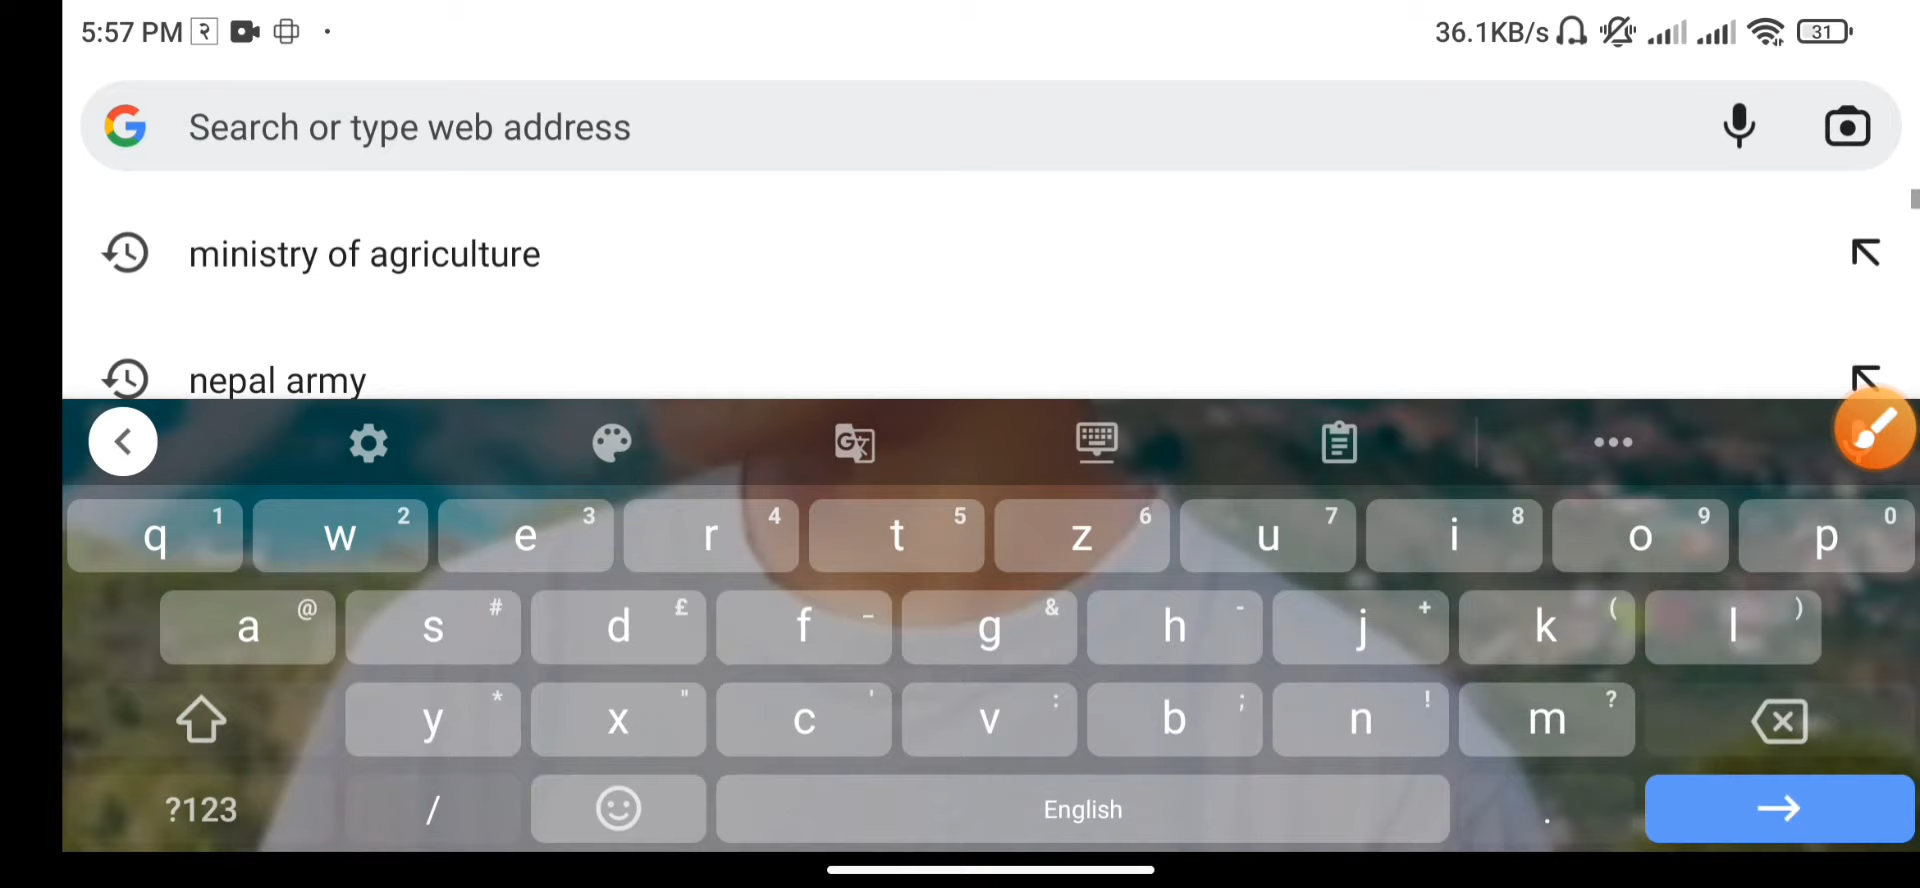 5:57 PM २ 36.1KB/s 31
Search or type web address
ministry of agriculture
nepal army
q 1 w 2 e 3 r 4 t 5 z 6 u 7 i 8 o 9 p 0
a @ s # d £ f _ g & h - j + k ( l )
y * x " c ' v : b ; n ! m ?
?123 / English .